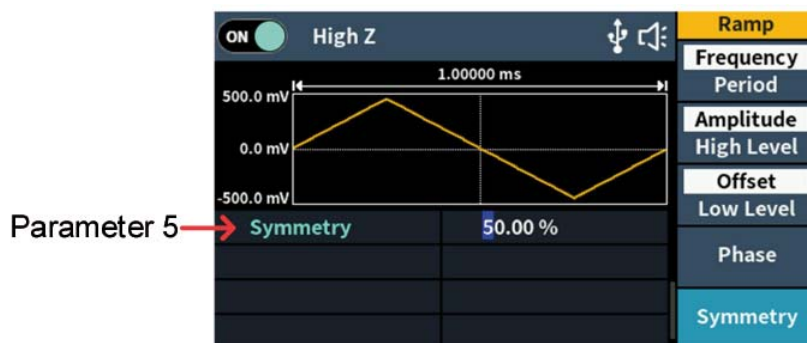 ON High Z
Ramp
Frequency
Period
1.00000 ms
500.0 mV
Amplitude
High Level
0.0 mV
Offset
Low Level
-500.0 mV
Parameter 5
Symmetry 50.00 %
Phase
Symmetry